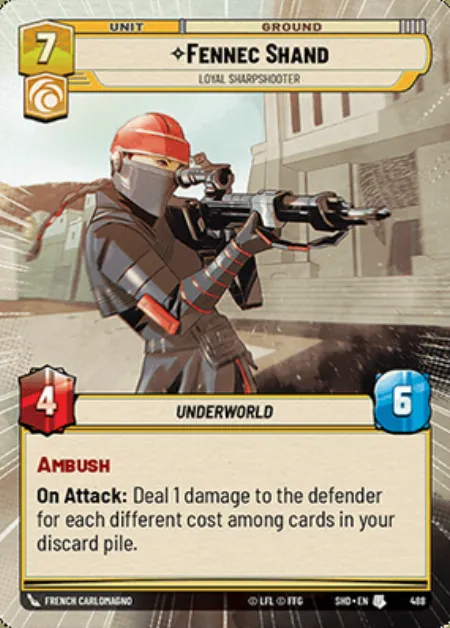 UNIT GROUND
7 ✧FENNEC SHAND
LOYAL SHARPSHOOTER
4 UNDERWORLD 6
AMBUSH
On Attack: Deal 1 damage to the defender
for each different cost among cards in your
discard pile.
FRENCH CARLOMAGNO © LFL © FFG SHD • EN 488